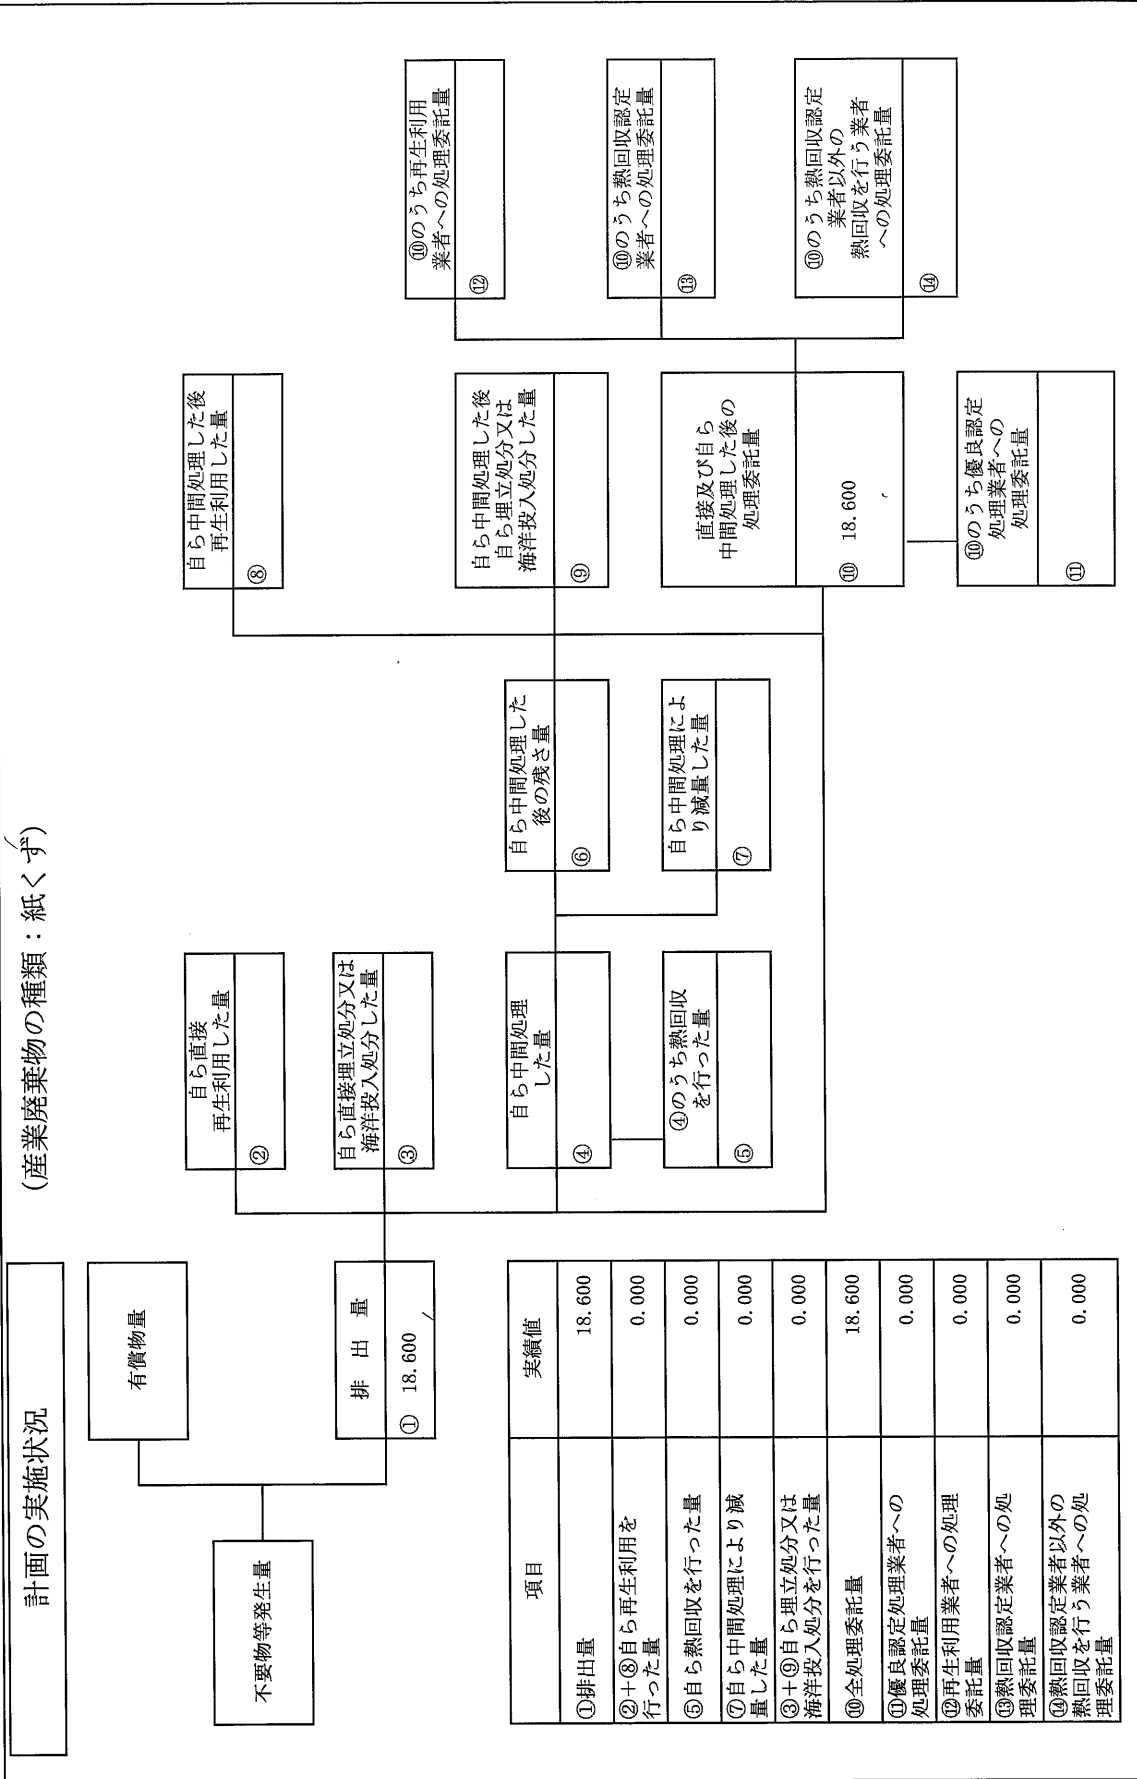 計画の実施状況
(産業廃棄物の種類：紙くず)
不要物等発生量
有償物量
排 出 量
① 18.600
自ら直接
再生利用した量
②
自ら直接埋立処分又は
海洋投入処分した量
③
自ら中間処理
した量
④
④のうち熱回収
を行った量
⑤
自ら中間処理した
後の残さ量
⑥
自ら中間処理によ
り減量した量
⑦
自ら中間処理した後
再生利用した量
⑧
自ら中間処理した後
自ら埋立処分又は
海洋投入処分した量
⑨
直接及び自ら
中間処理した後の
処理委託量
⑩ 18.600
⑩のうち優良認定
処理業者への
処理委託量
⑪
⑩のうち再生利用
業者への処理委託量
⑫
⑩のうち熱回収認定
業者への処理委託量
⑬
⑩のうち熱回収認定
業者以外の
熱回収を行う業者
への処理委託量
⑭
項目 実績値
①排出量 18.600
②＋⑧自ら再生利用を
行った量 0.000
⑤自ら熱回収を行った量 0.000
⑦自ら中間処理により減
量した量 0.000
③＋⑨自ら埋立処分又は
海洋投入処分を行った量 0.000
⑩全処理委託量 18.600
⑪優良認定処理業者への
処理委託量 0.000
⑫再生利用業者への処理
委託量 0.000
⑬熱回収認定業者への処
理委託量 0.000
⑭熱回収認定業者以外の
熱回収を行う業者への処
理委託量 0.000